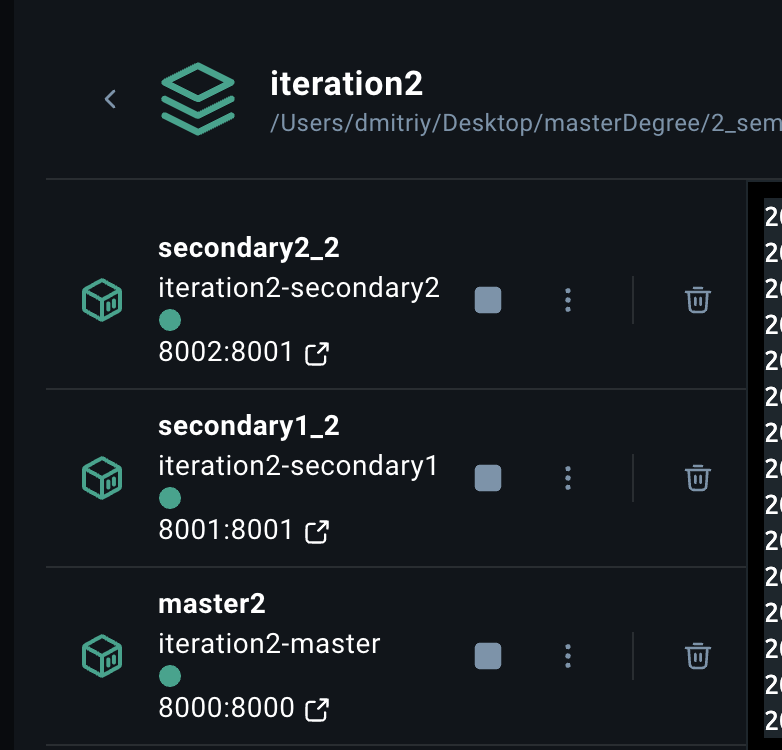 iteration2
/Users/dmitriy/Desktop/masterDegree/2_sem
secondary2_2
iteration2-secondary2
8002:8001
secondary1_2
iteration2-secondary1
8001:8001
master2
iteration2-master
8000:8000